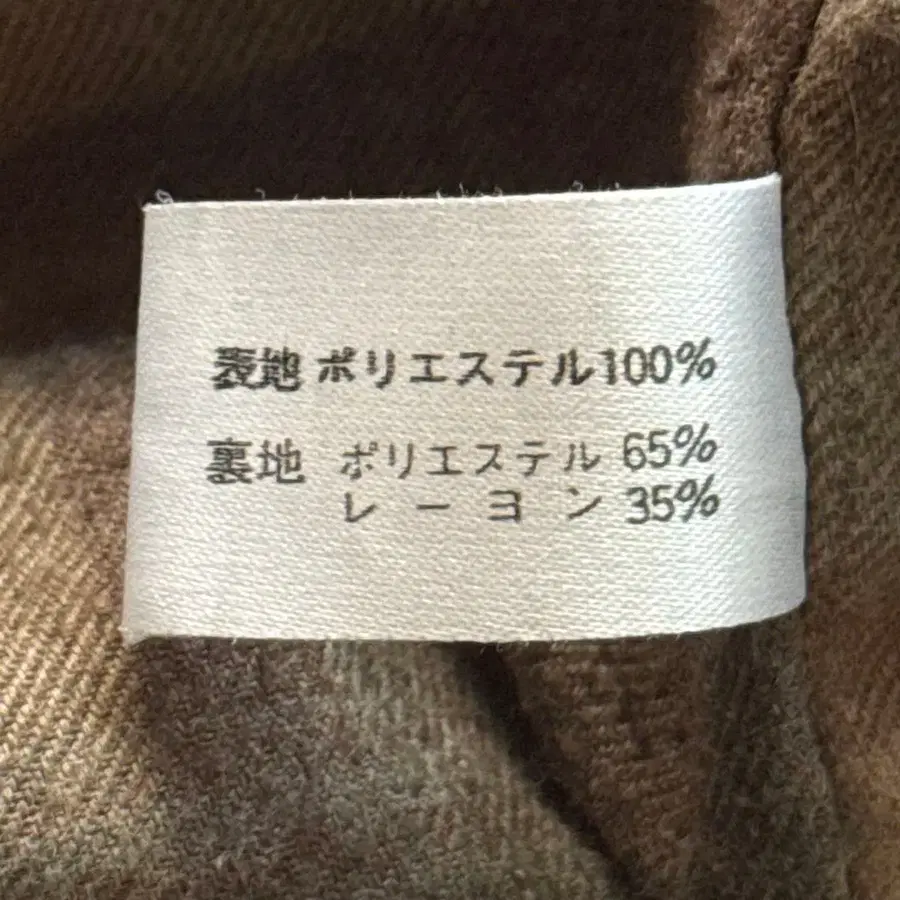 表地 ポリエステル100%
裏地 ポリエステル 65%
レーヨン 35%